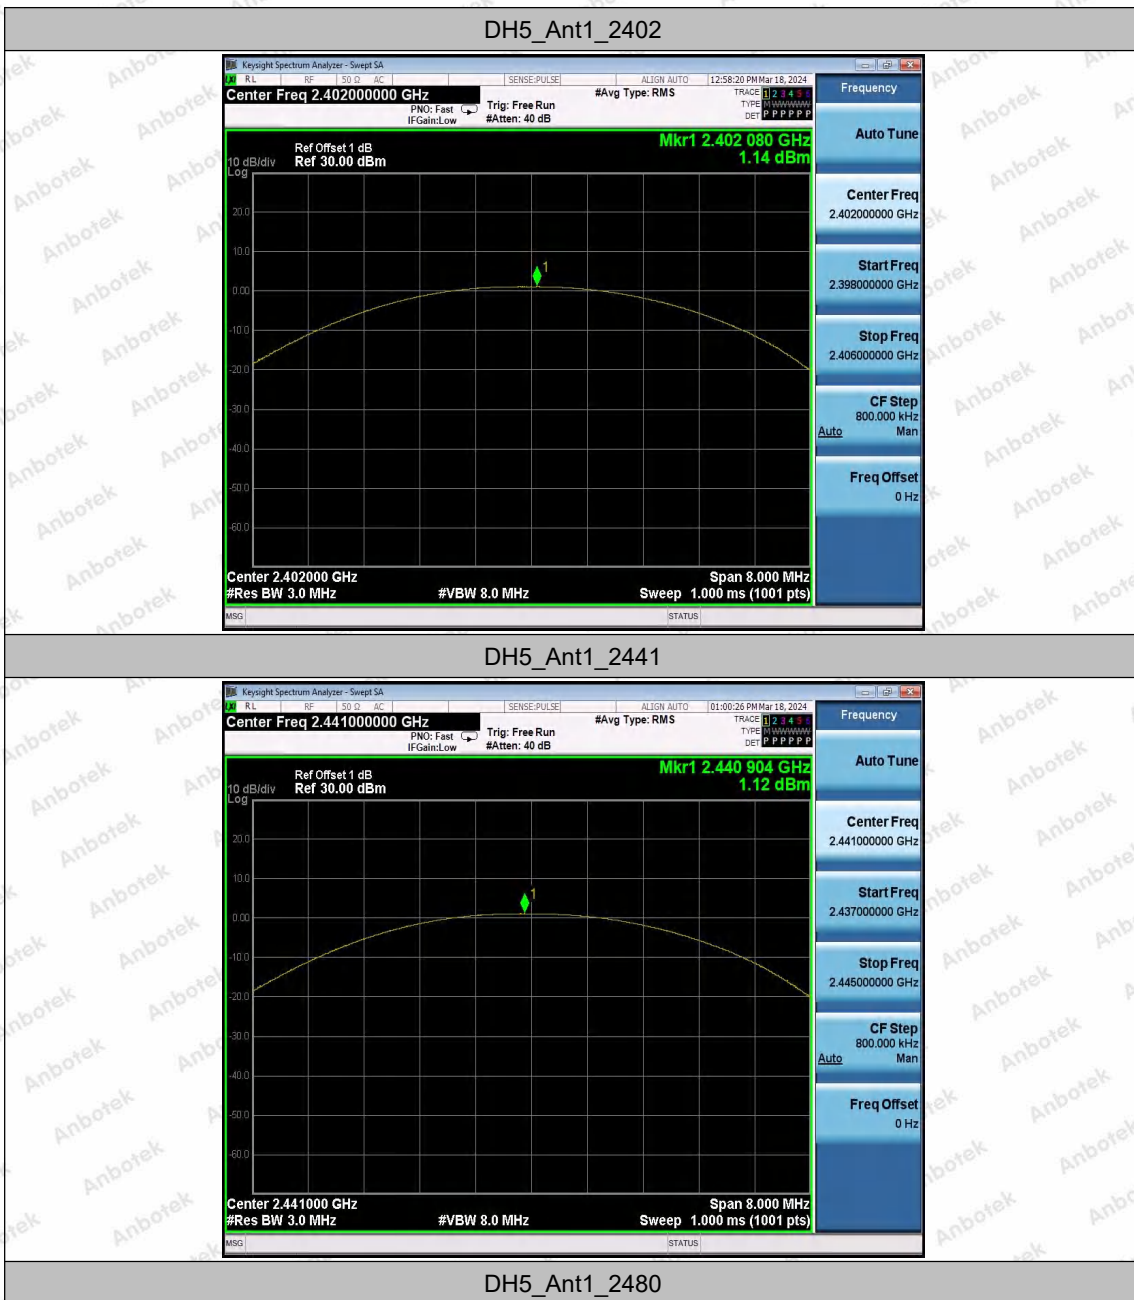 DH5_Ant1_2402
Keysight Spectrum Analyzer - Swept SA
RL RF 50 Ω AC SENSE:PULSE ALIGN AUTO 12:58:20 PM Mar 18, 2024
Center Freq 2.402000000 GHz #Avg Type: RMS TRACE 1 2 3 4 5 6
PNO: Fast Trig: Free Run TYPE M WWWWW
IFGain:Low #Atten: 40 dB DET P P P P P P
Mkr1 2.402 080 GHz
1.14 dBm
Ref Offset 1 dB
10 dB/div Ref 30.00 dBm
Log
20.0
10.0
0.00
-10.0
-20.0
-30.0
-40.0
-50.0
-60.0
1
Center 2.402000 GHz Span 8.000 MHz
#Res BW 3.0 MHz #VBW 8.0 MHz Sweep 1.000 ms (1001 pts)
MSG STATUS
Frequency
Auto Tune
Center Freq
2.402000000 GHz
Start Freq
2.398000000 GHz
Stop Freq
2.406000000 GHz
CF Step
800.000 kHz
Auto Man
Freq Offset
0 Hz
DH5_Ant1_2441
Keysight Spectrum Analyzer - Swept SA
RL RF 50 Ω AC SENSE:PULSE ALIGN AUTO 01:00:26 PM Mar 18, 2024
Center Freq 2.441000000 GHz #Avg Type: RMS TRACE 1 2 3 4 5 6
PNO: Fast Trig: Free Run TYPE M WWWWW
IFGain:Low #Atten: 40 dB DET P P P P P P
Mkr1 2.440 904 GHz
1.12 dBm
Ref Offset 1 dB
10 dB/div Ref 30.00 dBm
Log
20.0
10.0
0.00
-10.0
-20.0
-30.0
-40.0
-50.0
-60.0
1
Center 2.441000 GHz Span 8.000 MHz
#Res BW 3.0 MHz #VBW 8.0 MHz Sweep 1.000 ms (1001 pts)
MSG STATUS
Frequency
Auto Tune
Center Freq
2.441000000 GHz
Start Freq
2.437000000 GHz
Stop Freq
2.445000000 GHz
CF Step
800.000 kHz
Auto Man
Freq Offset
0 Hz
DH5_Ant1_2480
Anbotek